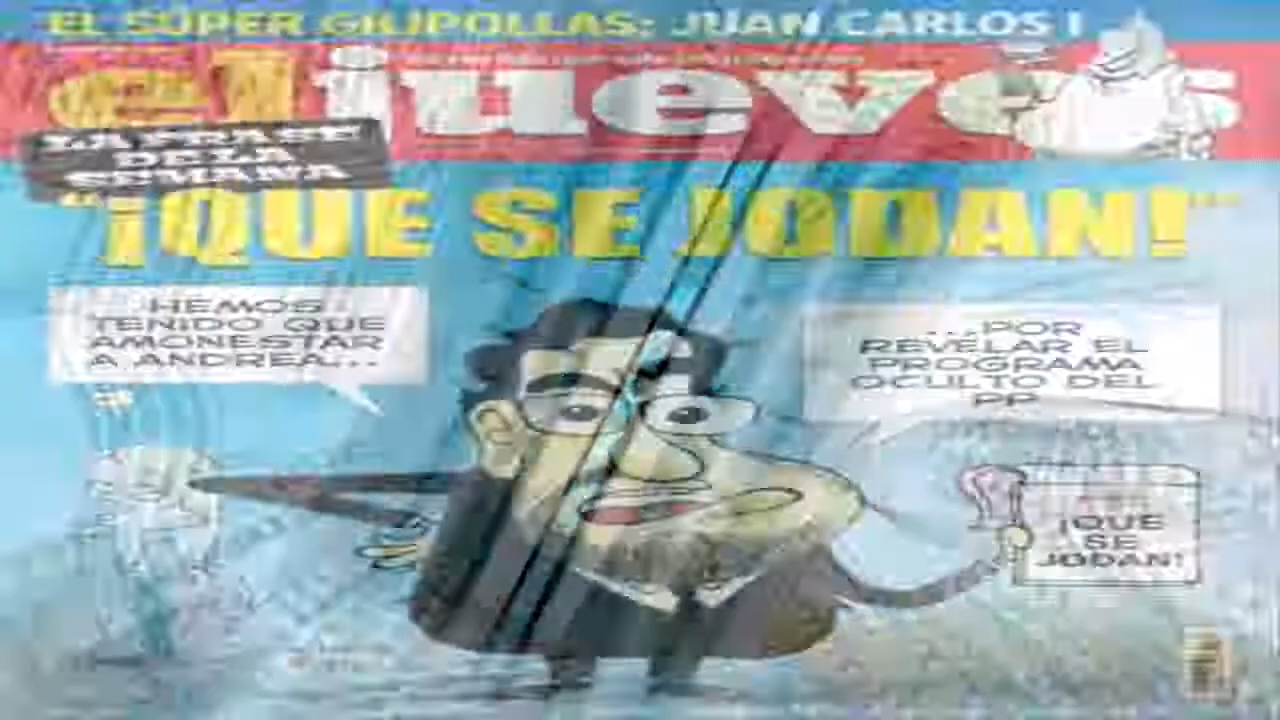 EL SÚPER GILIPOLLAS: JUAN CARLOS I
el jueves
LA FRASE
DE LA
SEMANA
"¡QUE SE JODAN!"
HEMOS
TENIDO QUE
AMONESTAR
A ANDREA...
...POR
REVELAR EL
PROGRAMA
OCULTO DEL
PP
¡QUE
SE
JODAN!